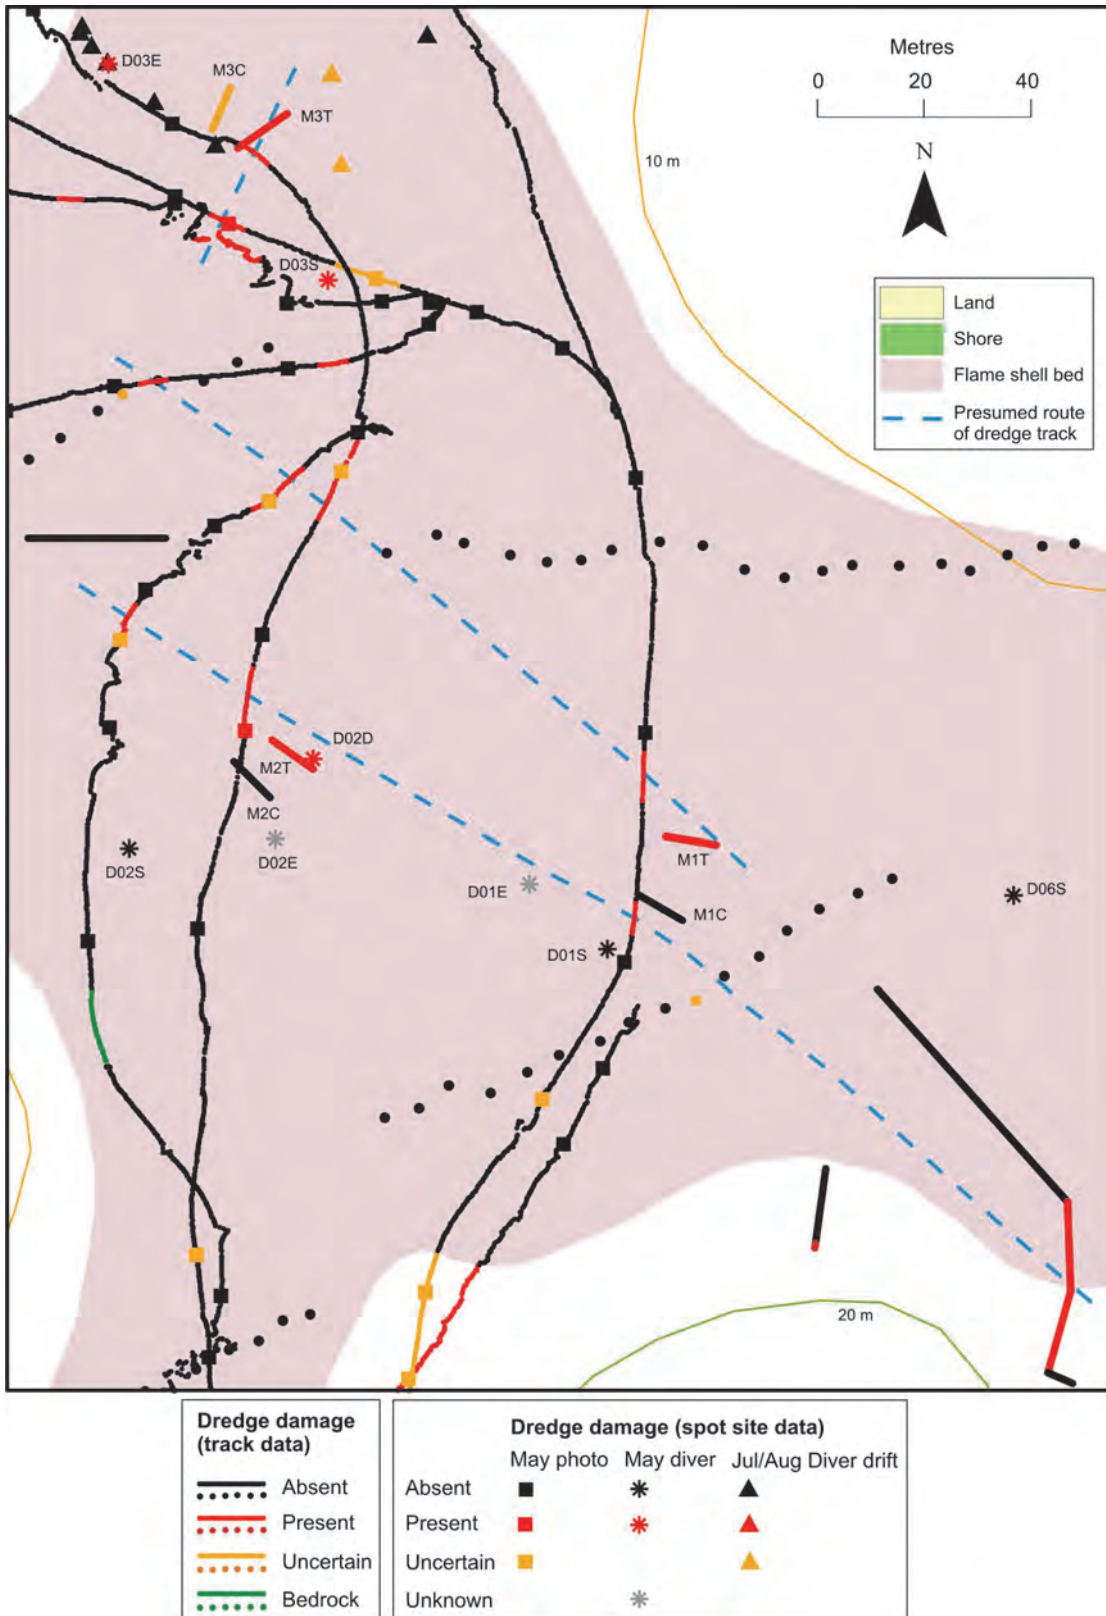 Metres
0 20 40
N
10 m
Land
Shore
Flame shell bed
Presumed route
of dredge track
D03E
M3C
M3T
D03S
D02D
M2T
M2C
D02E
D02S
D01E
M1T
M1C
D01S
D06S
20 m
Dredge damage
(track data)
Absent
Present
Uncertain
Bedrock
Dredge damage (spot site data)
May photo May diver Jul/Aug Diver drift
Absent
Present
Uncertain
Unknown